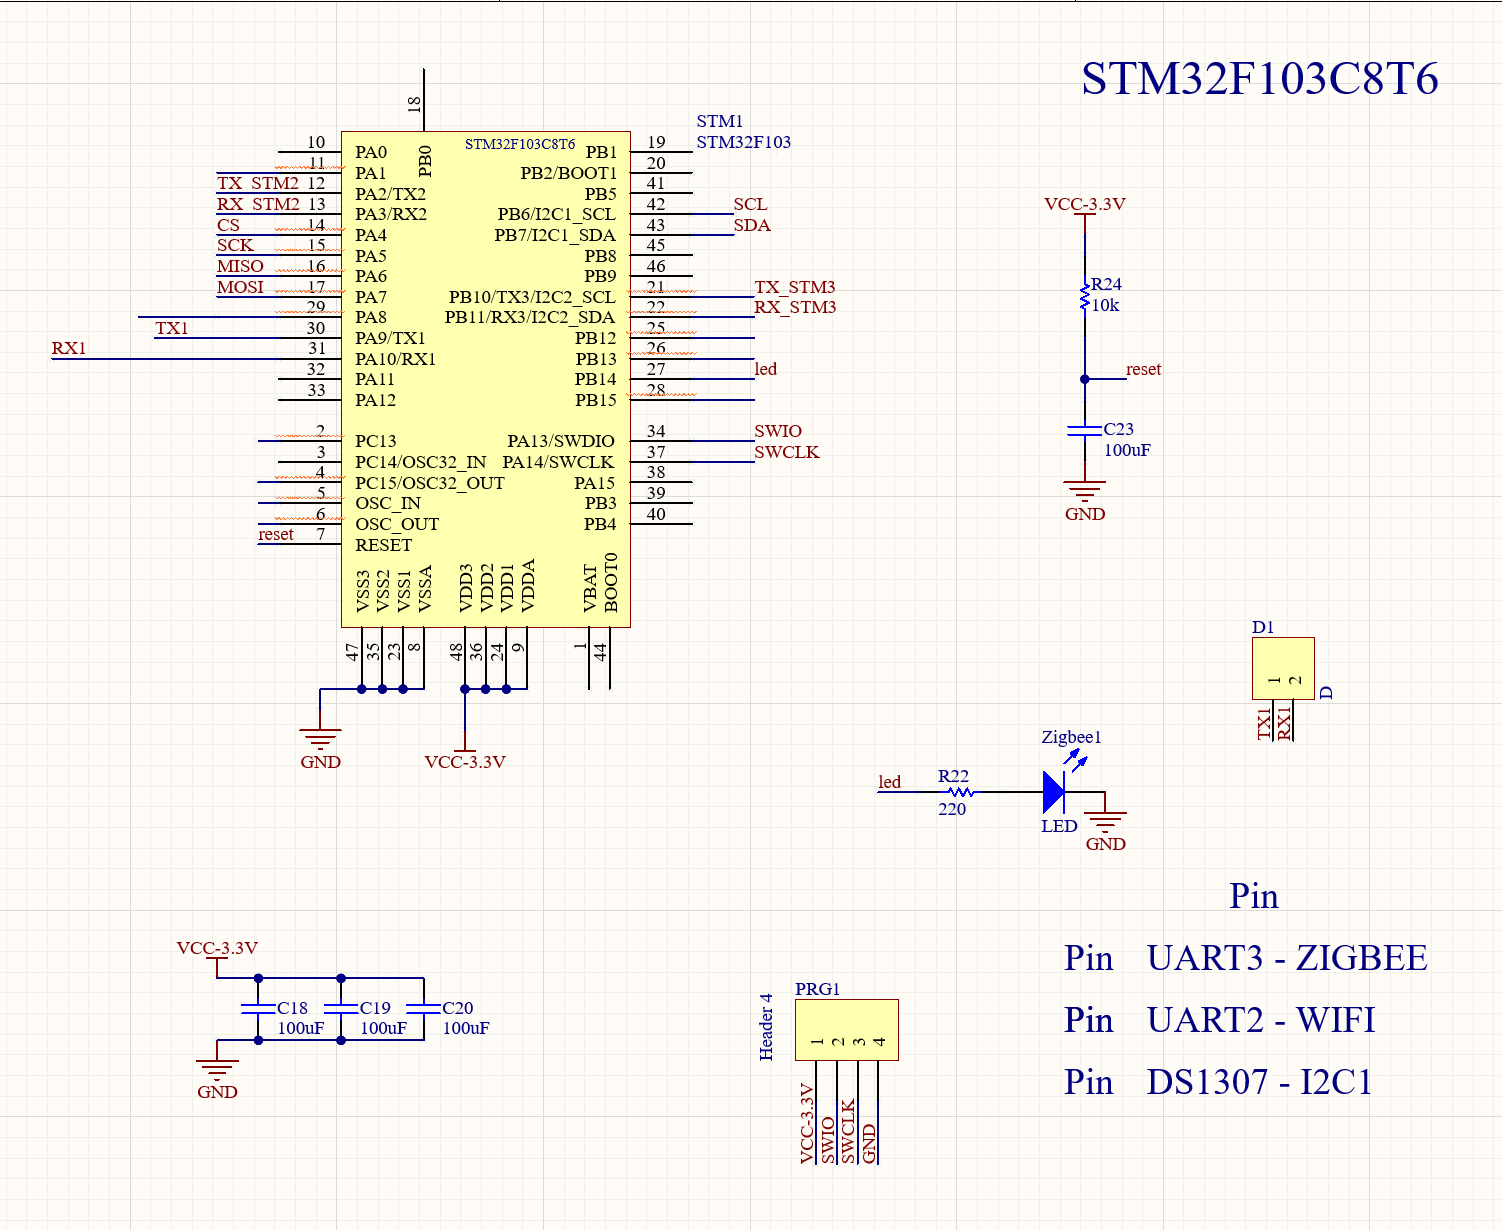 STM32F103C8T6
18
STM1
STM32F103
STM32F103C8T6
PB0
10 PA0
11 PA1
TX_STM2 12 PA2/TX2
RX_STM2 13 PA3/RX2
CS 14 PA4
SCK 15 PA5
MISO 16 PA6
MOSI 17 PA7
29 PA8
TX1 30 PA9/TX1
RX1 31 PA10/RX1
32 PA11
33 PA12
2 PC13
3 PC14/OSC32_IN
4 PC15/OSC32_OUT
5 OSC_IN
6 OSC_OUT
reset 7 RESET
PB1 19
PB2/BOOT1 20
PB5 41
PB6/I2C1_SCL 42 SCL
PB7/I2C1_SDA 43 SDA
PB8 45
PB9 46
PB10/TX3/I2C2_SCL 21 TX_STM3
PB11/RX3/I2C2_SDA 22 RX_STM3
PB12 25
PB13 26
PB14 27 led
PB15 28
PA13/SWDIO 34 SWIO
PA14/SWCLK 37 SWCLK
PA15 38
PB3 39
PB4 40
VSS3 VSS2 VSS1 VSSA VDD3 VDD2 VDD1 VDDA VBAT BOOT0
47 35 23 8 48 36 24 9 1 44
GND
VCC-3.3V
VCC-3.3V
R24
10k
reset
C23
100uF
GND
D1
1 2
D
TX1 RX1
Zigbee1
led R22
220
LED
GND
VCC-3.3V
C18 C19 C20
100uF 100uF 100uF
GND
PRG1
Header 4
1 2 3 4
VCC-3.3V SWIO SWCLK GND
Pin
Pin UART3 - ZIGBEE
Pin UART2 - WIFI
Pin DS1307 - I2C1